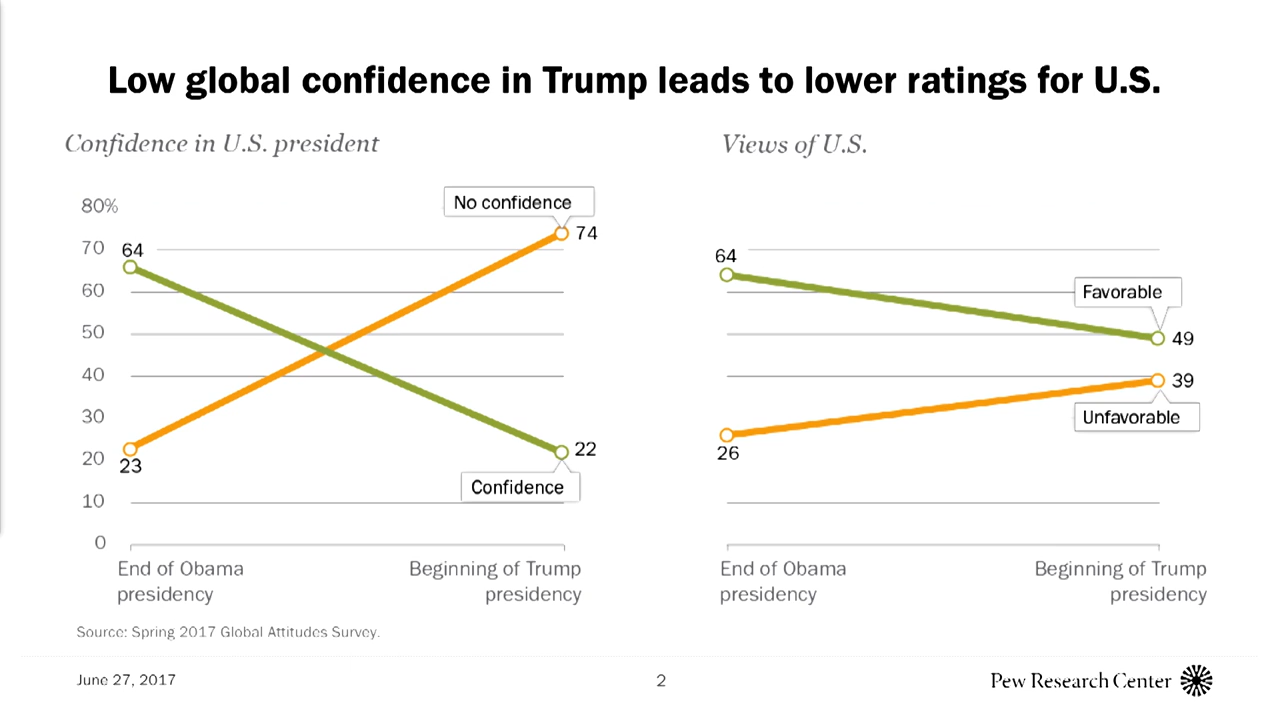 Low global confidence in Trump leads to lower ratings for U.S.
Confidence in U.S. president
80%
70
60
50
40
30
20
10
0
64
23
No confidence
74
22
Confidence
End of Obama
presidency
Beginning of Trump
presidency
Views of U.S.
64
26
Favorable
49
39
Unfavorable
End of Obama
presidency
Beginning of Trump
presidency
Source: Spring 2017 Global Attitudes Survey.
June 27, 2017
2
Pew Research Center